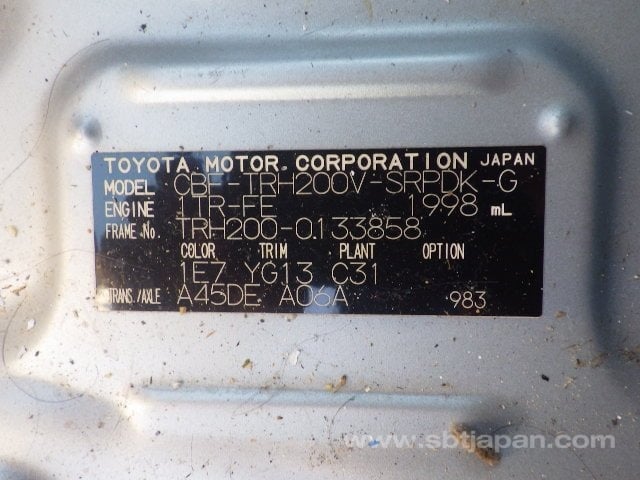 TOYOTA MOTOR CORPORATION JAPAN
MODEL CBF-TRH200V-SRPDK-G
ENGINE 1TR-FE 1998 mL
FRAME No. TRH200-0133858
COLOR TRIM PLANT OPTION
1E7 YG13 C31
TRANS./AXLE A45DE A06A 983
www.sbtjapan.com